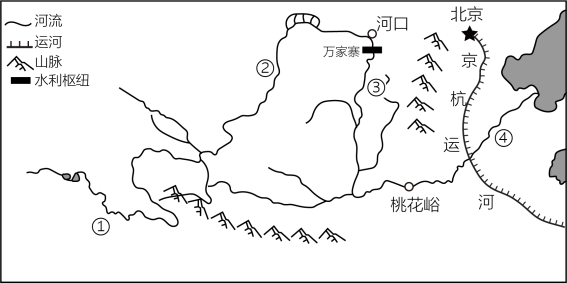 河流
运河
山脉
水利枢纽
河口
北京
万家寨
京
杭
运
河
②
③
④
桃花峪
①